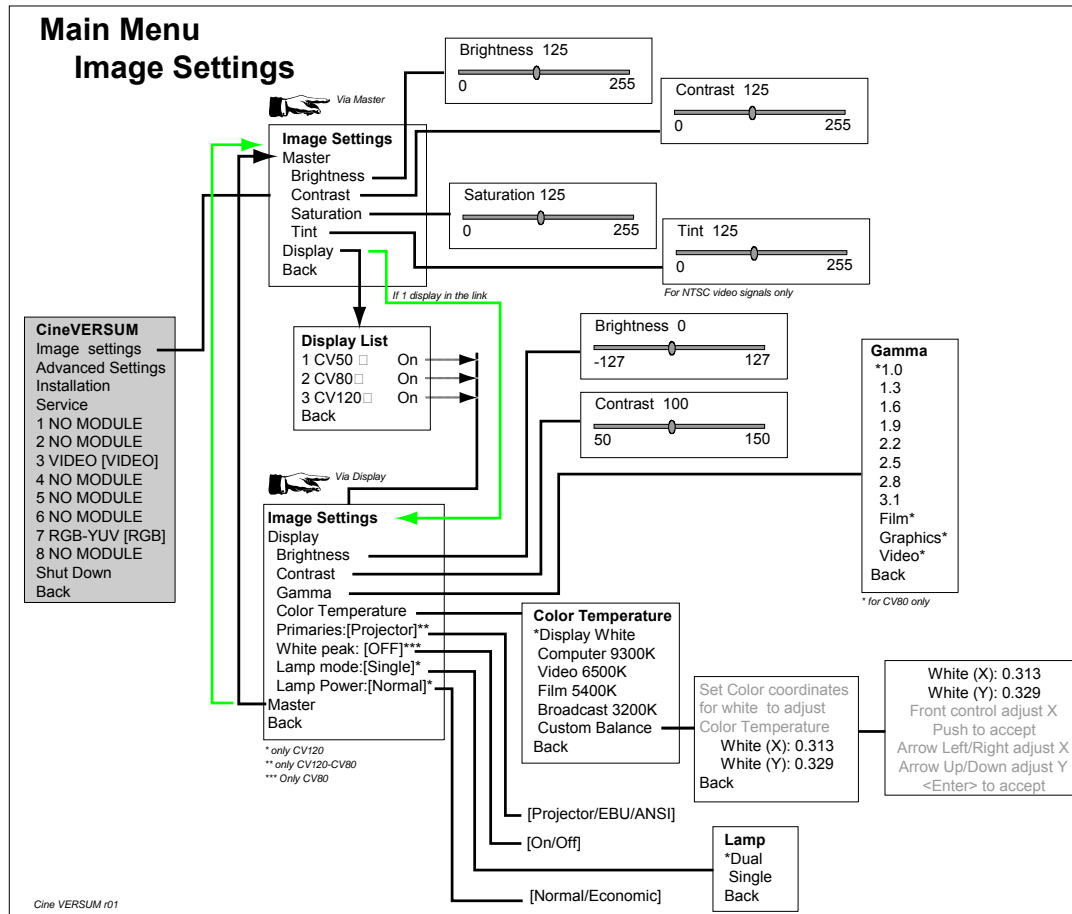 Main Menu
Image Settings
Via Master
Image Settings
Master
Brightness
Contrast
Saturation
Tint
Display
Back
Brightness 125
0 255
Contrast 125
0 255
Saturation 125
0 255
Tint 125
0 255
For NTSC video signals only
If 1 display in the link
CineVERSUM
Image settings
Advanced Settings
Installation
Service
1 NO MODULE
2 NO MODULE
3 VIDEO [VIDEO]
4 NO MODULE
5 NO MODULE
6 NO MODULE
7 RGB-YUV [RGB]
8 NO MODULE
Shut Down
Back
Display List
1 CV50 □ On
2 CV80□ On
3 CV120□ On
Back
Via Display
Image Settings
Display
Brightness
Contrast
Gamma
Color Temperature
Primaries:[Projector]**
White peak: [OFF]***
Lamp mode:[Single]*
Lamp Power:[Normal]*
Master
Back
* only CV120
** only CV120-CV80
*** Only CV80
Brightness 0
-127 127
Contrast 100
50 150
Gamma
*1.0
1.3
1.6
1.9
2.2
2.5
2.8
3.1
Film*
Graphics*
Video*
Back
* for CV80 only
Color Temperature
*Display White
Computer 9300K
Video 6500K
Film 5400K
Broadcast 3200K
Custom Balance
Back
Set Color coordinates
for white to adjust
Color Temperature
White (X): 0.313
White (Y): 0.329
Back
White (X): 0.313
White (Y): 0.329
Front control adjust X
Push to accept
Arrow Left/Right adjust X
Arrow Up/Down adjust Y
<Enter> to accept
[Projector/EBU/ANSI]
[On/Off]
Lamp
*Dual
Single
Back
[Normal/Economic]
Cine VERSUM r01